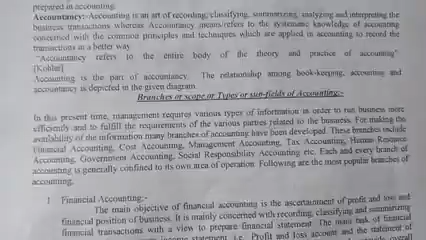 prepared in accounting.
Accountancy:-Accounting is an art of recording, classifying, summarizing, analyzing and interpreting the
business transactions whereas Accountancy means/refers to the systematic knowledge of accounting
concerned with the common principles and techniques which are applied in accounting to record the
transactions in a better way.
"Accountancy refers to the entire body of the theory and practice of accounting"
[Kohler]
Accounting is the part of accountancy. The relationship among book-keeping, accounting and
accountancy is depicted in the given diagram.
Branches or scope or Types or sub-fields of Accounting:-
In this present time, management requires various types of information in order to run business more
efficiently and to fulfill the requirements of the various parties related to the business. For making the
availability of the information many branches of accounting have been developed. These branches include
Financial Accounting, Cost Accounting, Management Accounting, Tax Accounting, Human Resource
Accounting, Government Accounting, Social Responsibility Accounting etc. Each and every branch of
accounting is generally confined to its own area of operation. Following are the most popular branches of
accounting.
1 Financial Accounting:-
The main objective of financial accounting is the ascertainment of profit and loss and
financial position of business. It is mainly concerned with recording, classifying and summarizing
financial transactions with a view to prepare financial statement. The main task of financial
income statement, i.e. Profit and loss account and the statement of
overall